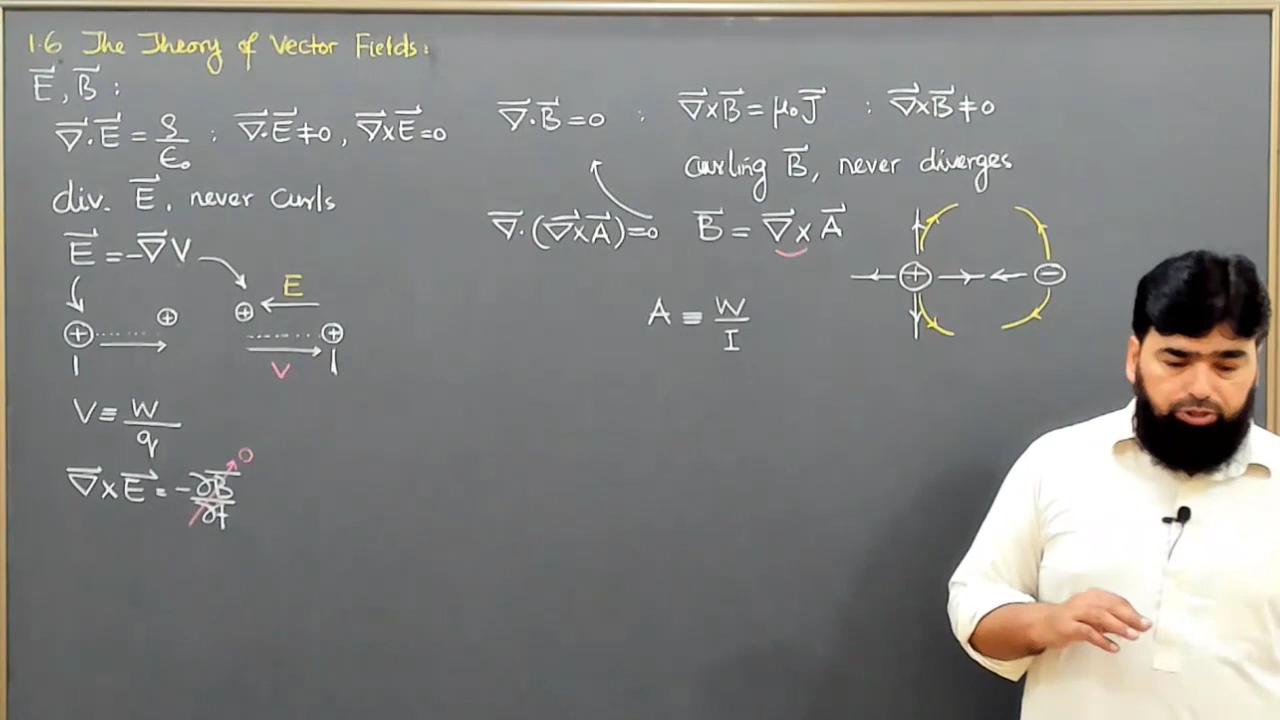 1.6 The Theory of Vector Fields:
E⃗, B⃗ :
∇⃗·E⃗ = ρ/ε₀ ; ∇⃗·E⃗ ≠ 0, ∇⃗×E⃗ = 0
div. E⃗, never curls
E⃗ = -∇⃗V
+ + + E +
V
V ≡ W/q
∇⃗×E⃗ = -∂B⃗/∂t 0
∇⃗·B⃗ = 0 ; ∇⃗×B⃗ = μ₀J⃗ : ∇⃗×B⃗ ≠ 0
curling B⃗, never diverges
∇⃗·(∇⃗×A⃗) = 0 B⃗ = ∇⃗×A⃗
+ −
A ≡ W/I